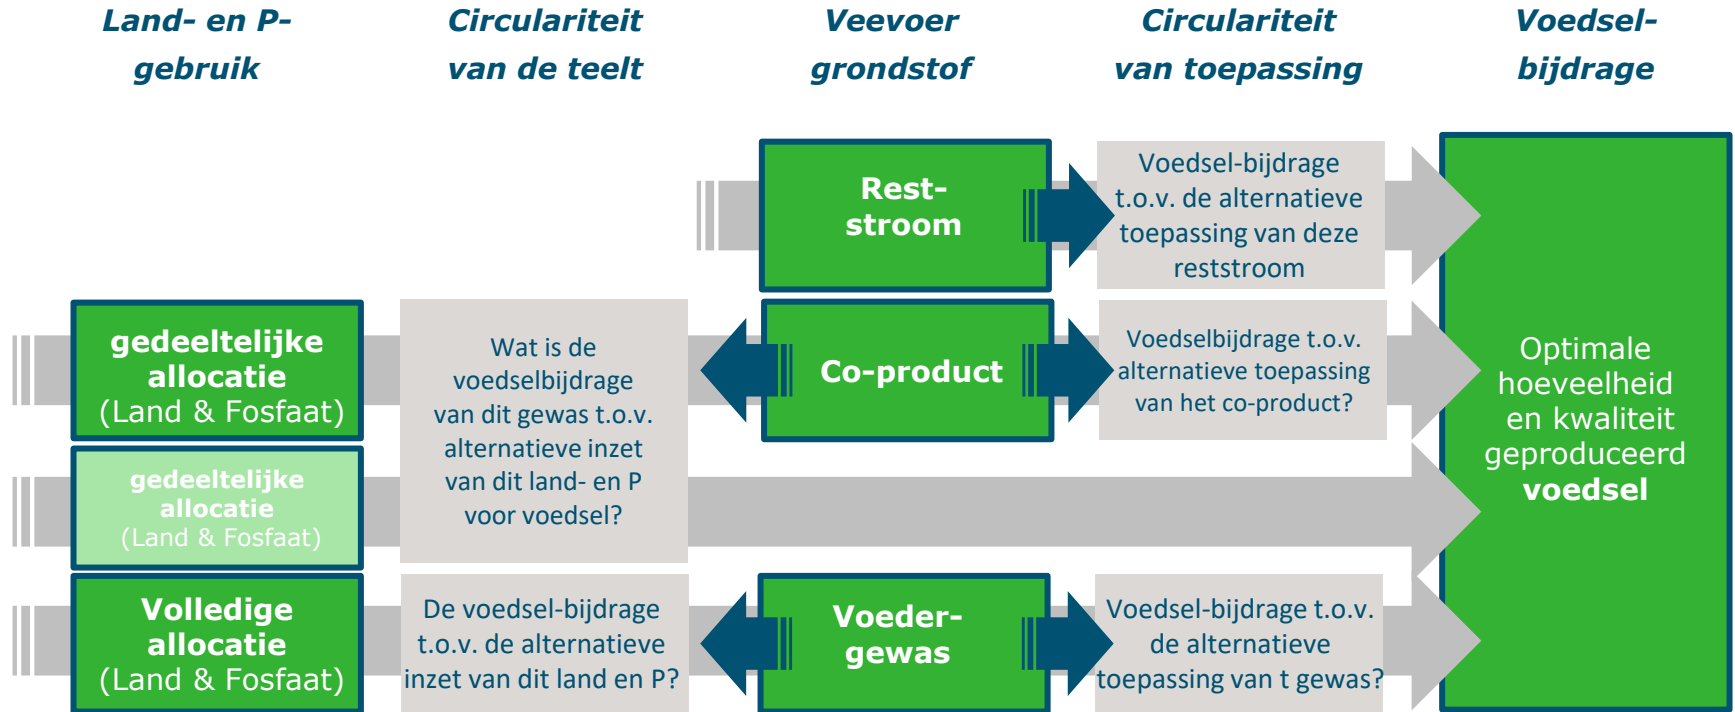 Land- en P-
gebruik
Circulariteit
van de teelt
Veevoer
grondstof
Circulariteit
van toepassing
Voedsel-
bijdrage
Rest-
stroom
Voedsel-bijdrage
t.o.v. de alternatieve
toepassing van deze
reststroom
gedeeltelijke
allocatie
(Land & Fosfaat)
Wat is de
voedselbijdrage
van dit gewas t.o.v.
alternatieve inzet
van dit land- en P
voor voedsel?
Co-product
Voedselbijdrage t.o.v.
alternatieve toepassing
van het co-product?
Optimale
hoeveelheid
en kwaliteit
geproduceerd
voedsel
gedeeltelijke
allocatie
(Land & Fosfaat)
Volledige
allocatie
(Land & Fosfaat)
De voedsel-bijdrage
t.o.v. de alternatieve
inzet van dit land en P?
Voeder-
gewas
Voedsel-bijdrage t.o.v.
de alternatieve
toepassing van t gewas?